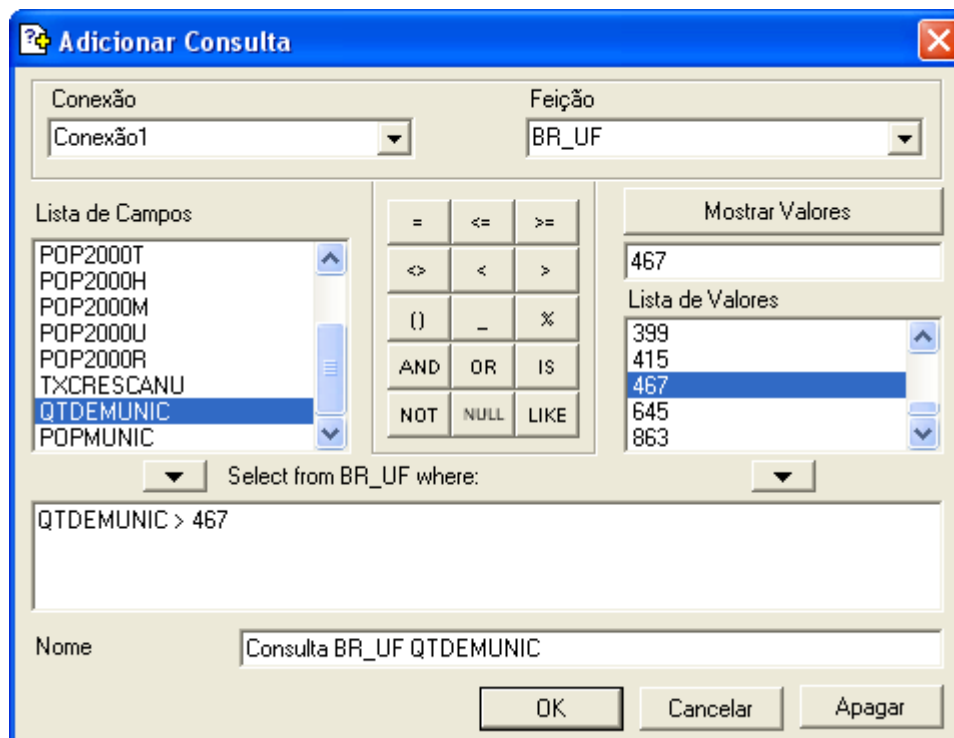 Adicionar Consulta
Conexão
Feição
Conexão1
BR_UF
Lista de Campos
POP2000T
POP2000H
POP2000M
POP2000U
POP2000R
TXCRESCANU
QTDEMUNIC
POPMUNIC
= <= >=
<> < >
() _ %
AND OR IS
NOT NULL LIKE
Mostrar Valores
467
Lista de Valores
399
415
467
645
863
Select from BR_UF where:
QTDEMUNIC > 467
Nome
Consulta BR_UF QTDEMUNIC
OK Cancelar Apagar